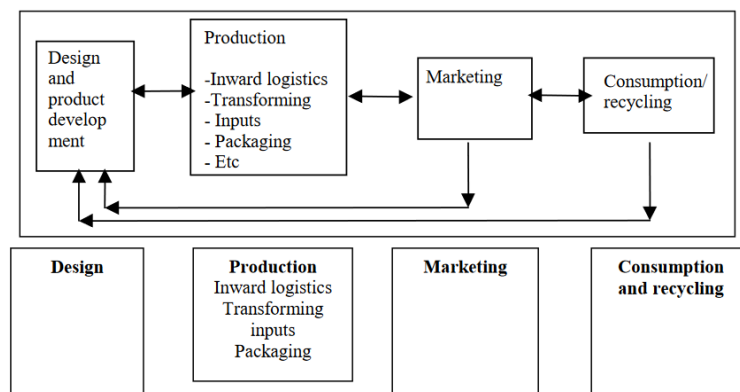 Design
and
product
develop
ment
Production
-Inward logistics
-Transforming
- Inputs
- Packaging
- Etc
Marketing
Consumption/
recycling
Design
Production
Inward logistics
Transforming
inputs
Packaging
Marketing
Consumption
and recycling